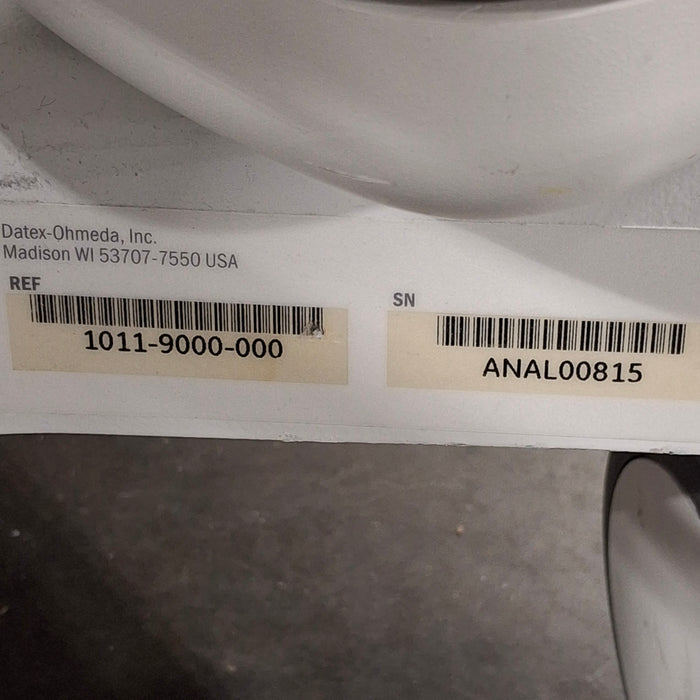 Datex-Ohmeda, Inc.
Madison WI 53707-7550 USA
REF
1011-9000-000
SN
ANAL00815